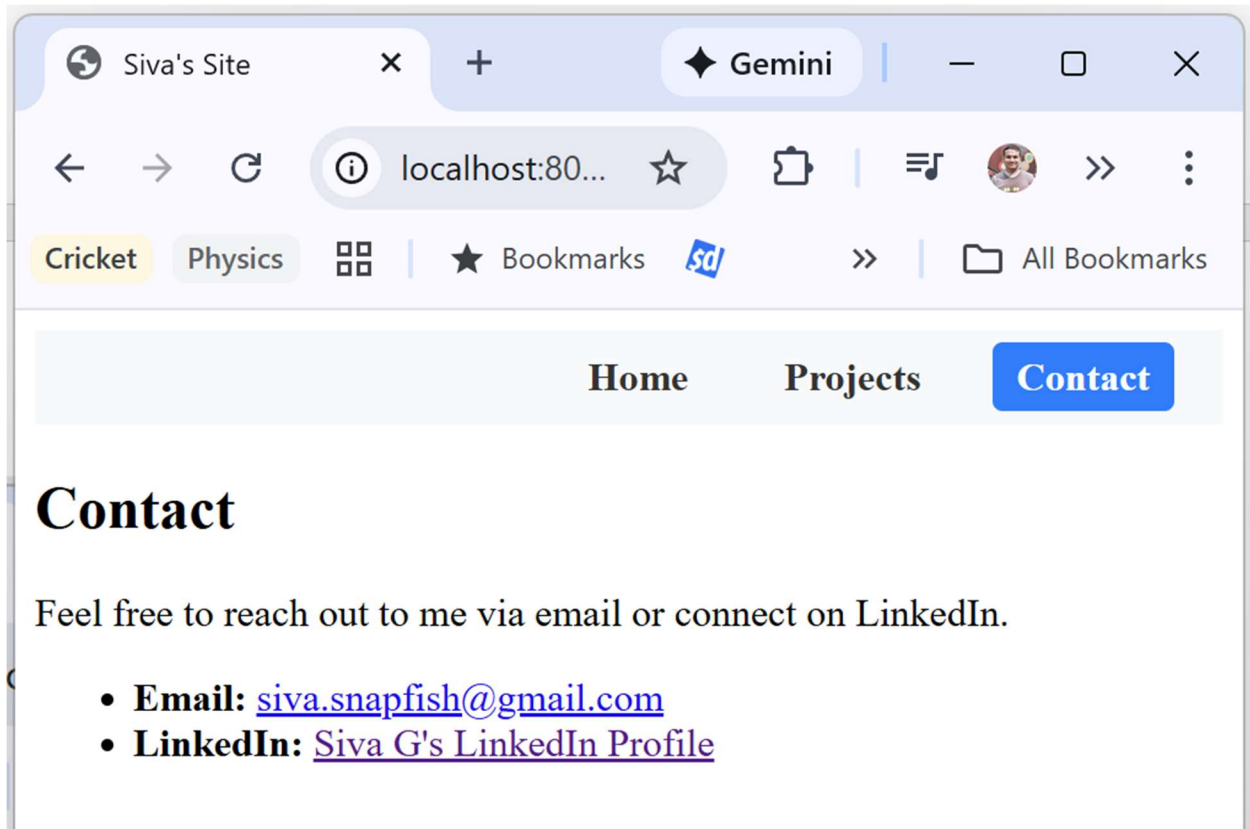 Siva's Site
Gemini
localhost:80...
Cricket Physics Bookmarks sd All Bookmarks
Home Projects Contact
Contact
Feel free to reach out to me via email or connect on LinkedIn.
• Email: siva.snapfish@gmail.com
• LinkedIn: Siva G's LinkedIn Profile